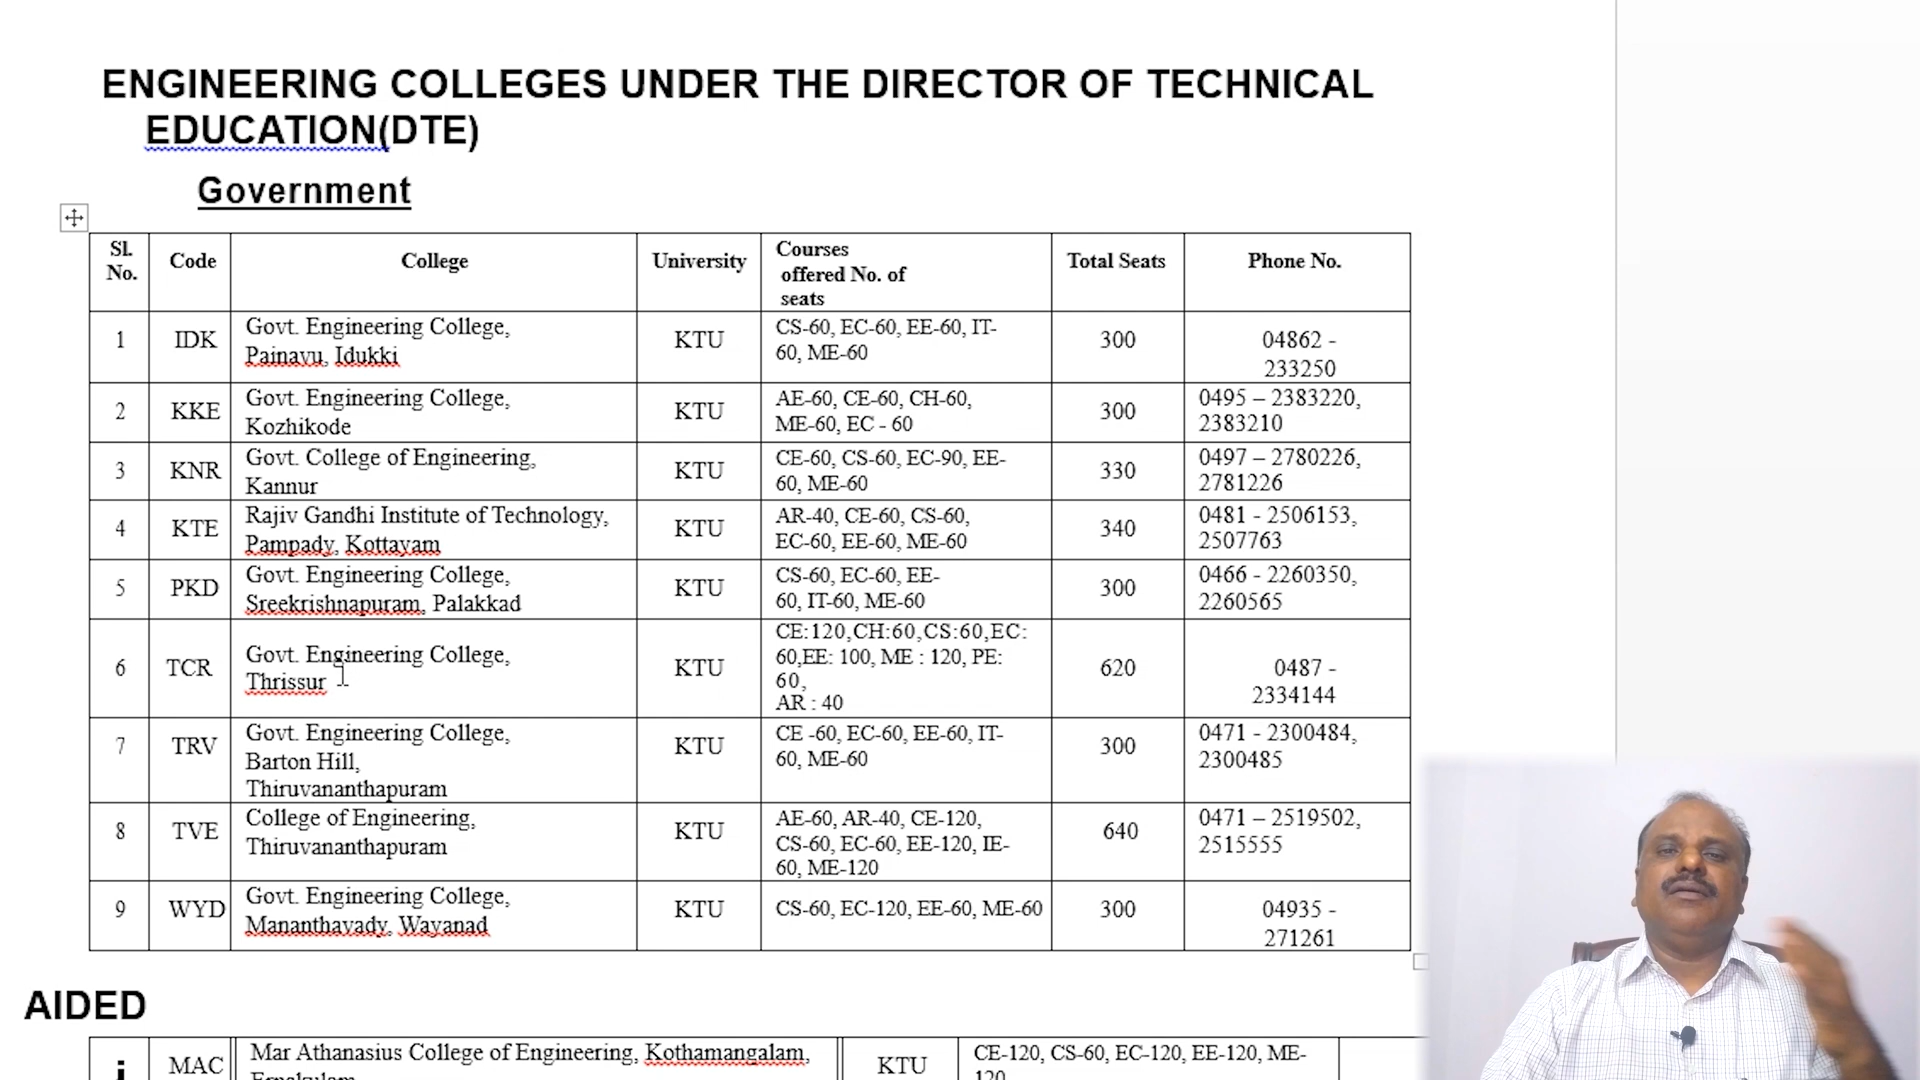 ENGINEERING COLLEGES UNDER THE DIRECTOR OF TECHNICAL
EDUCATION(DTE)
Government
Sl.
No.
Code
College
University
Courses
offered No. of
seats
Total Seats
Phone No.
1
IDK
Govt. Engineering College,
Painavu, Idukki
KTU
CS-60, EC-60, EE-60, IT-
60, ME-60
300
04862 -
233250
2
KKE
Govt. Engineering College,
Kozhikode
KTU
AE-60, CE-60, CH-60,
ME-60, EC - 60
300
0495 – 2383220,
2383210
3
KNR
Govt. College of Engineering,
Kannur
KTU
CE-60, CS-60, EC-90, EE-
60, ME-60
330
0497 – 2780226,
2781226
4
KTE
Rajiv Gandhi Institute of Technology,
Pampady, Kottayam
KTU
AR-40, CE-60, CS-60,
EC-60, EE-60, ME-60
340
0481 - 2506153,
2507763
5
PKD
Govt. Engineering College,
Sreekrishnapuram, Palakkad
KTU
CS-60, EC-60, EE-
60, IT-60, ME-60
300
0466 - 2260350,
2260565
6
TCR
Govt. Engineering College,
Thrissur
KTU
CE:120,CH:60,CS:60,EC:
60,EE: 100, ME : 120, PE:
60,
AR : 40
620
0487 -
2334144
7
TRV
Govt. Engineering College,
Barton Hill,
Thiruvananthapuram
KTU
CE -60, EC-60, EE-60, IT-
60, ME-60
300
0471 - 2300484,
2300485
8
TVE
College of Engineering,
Thiruvananthapuram
KTU
AE-60, AR-40, CE-120,
CS-60, EC-60, EE-120, IE-
60, ME-120
640
0471 – 2519502,
2515555
9
WYD
Govt. Engineering College,
Mananthavady, Wayanad
KTU
CS-60, EC-120, EE-60, ME-60
300
04935 -
271261
AIDED
MAC
Mar Athanasius College of Engineering, Kothamangalam,
KTU
CE-120, CS-60, EC-120, EE-120, ME-
120